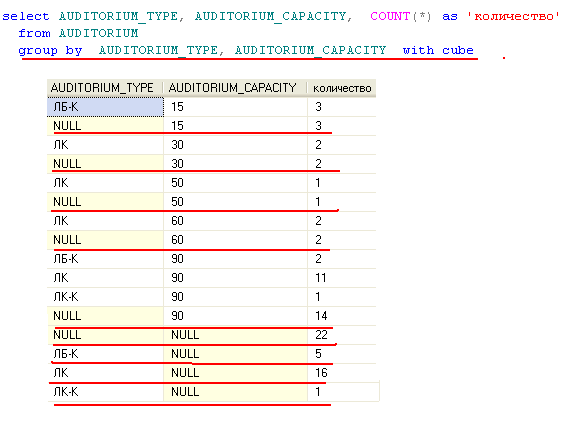 select AUDITORIUM_TYPE, AUDITORIUM_CAPACITY, COUNT(*) as 'количество'
from AUDITORIUM
group by AUDITORIUM_TYPE, AUDITORIUM_CAPACITY with cube
AUDITORIUM_TYPE AUDITORIUM_CAPACITY количество
ЛБ-К 15 3
NULL 15 3
ЛК 30 2
NULL 30 2
ЛК 50 1
NULL 50 1
ЛК 60 2
NULL 60 2
ЛБ-К 90 2
ЛК 90 11
ЛК-К 90 1
NULL 90 14
NULL NULL 22
ЛБ-К NULL 5
ЛК NULL 16
ЛК-К NULL 1